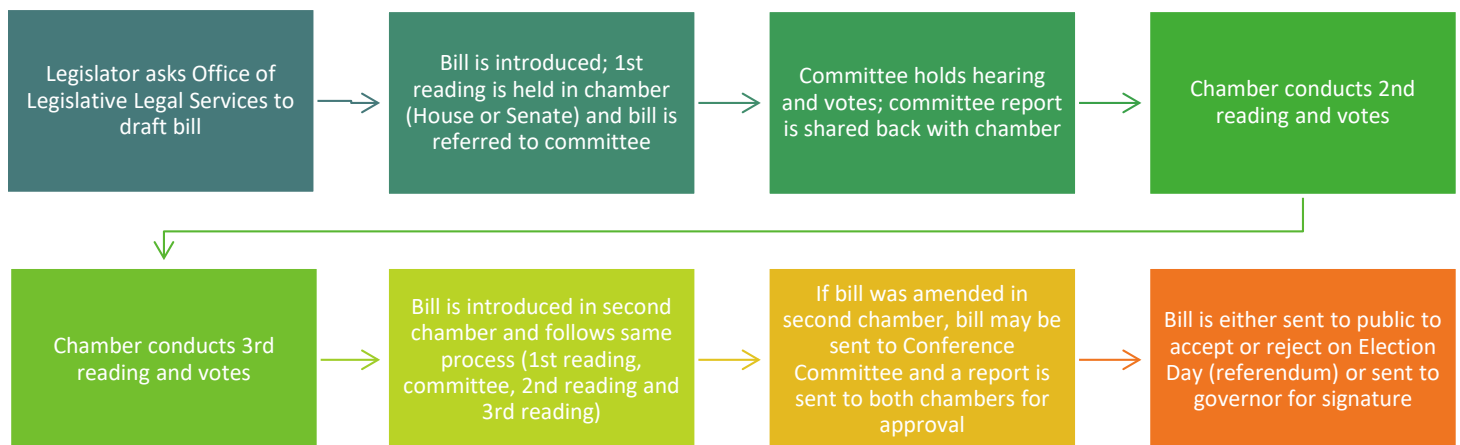 Legislator asks Office of
Legislative Legal Services to
draft bill
Bill is introduced; 1st
reading is held in chamber
(House or Senate) and bill is
referred to committee
Committee holds hearing
and votes; committee report
is shared back with chamber
Chamber conducts 2nd
reading and votes
Chamber conducts 3rd
reading and votes
Bill is introduced in second
chamber and follows same
process (1st reading,
committee, 2nd reading and
3rd reading)
If bill was amended in
second chamber, bill may be
sent to Conference
Committee and a report is
sent to both chambers for
approval
Bill is either sent to public to
accept or reject on Election
Day (referendum) or sent to
governor for signature